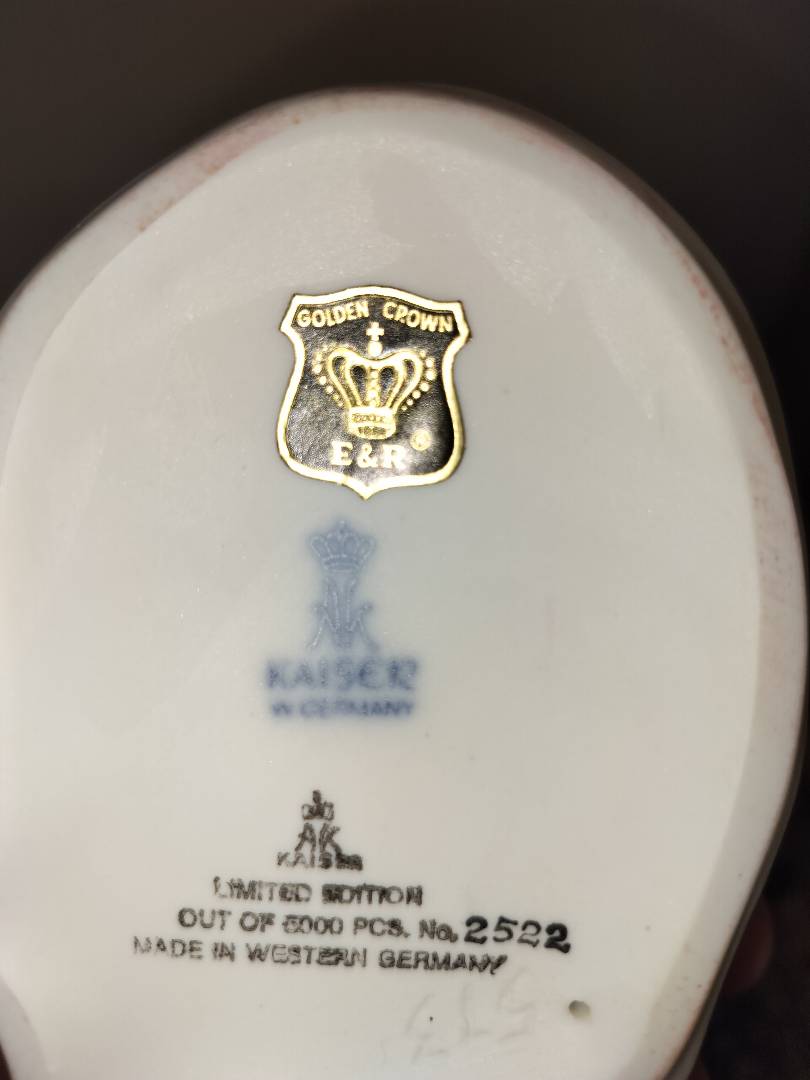 GOLDEN CROWN
E&R®
KAISER
W. GERMANY
AK
KAISER
LIMITED EDITION
OUT OF 5000 PCS. No. 2522
MADE IN WESTERN GERMANY